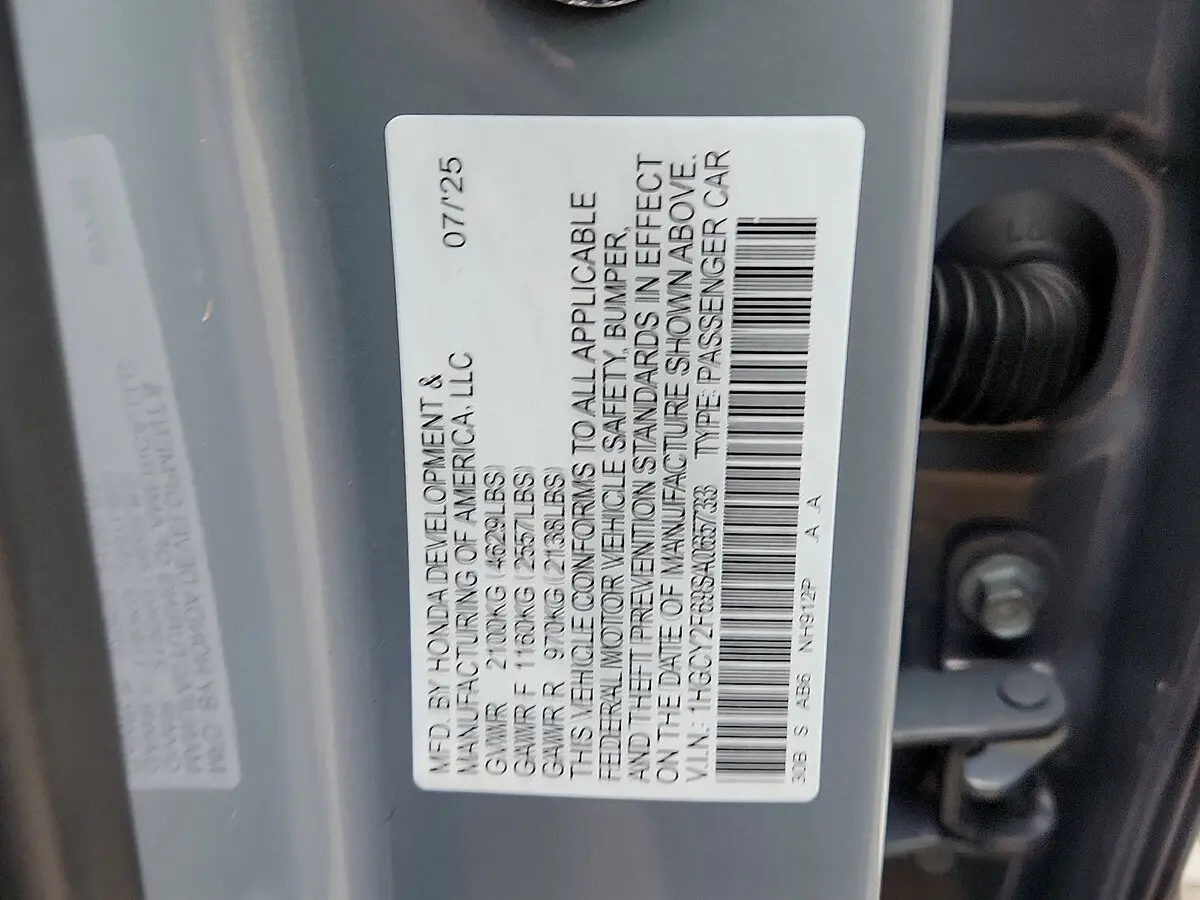 MFD. BY HONDA DEVELOPMENT &
MANUFACTURING OF AMERICA, LLC 07/'25
GVWR 2100KG (4629LBS)
GAWR F 1160KG (2557LBS)
GAWR R 970KG (2138LBS)
THIS VEHICLE CONFORMS TO ALL APPLICABLE
FEDERAL MOTOR VEHICLE SAFETY, BUMPER,
AND THEFT PREVENTION STANDARDS IN EFFECT
ON THE DATE OF MANUFACTURE SHOWN ABOVE.
V.I.N.: 1HGCY2F69SA065733 TYPE: PASSENGER CAR
30B S AB6 NH912P A A